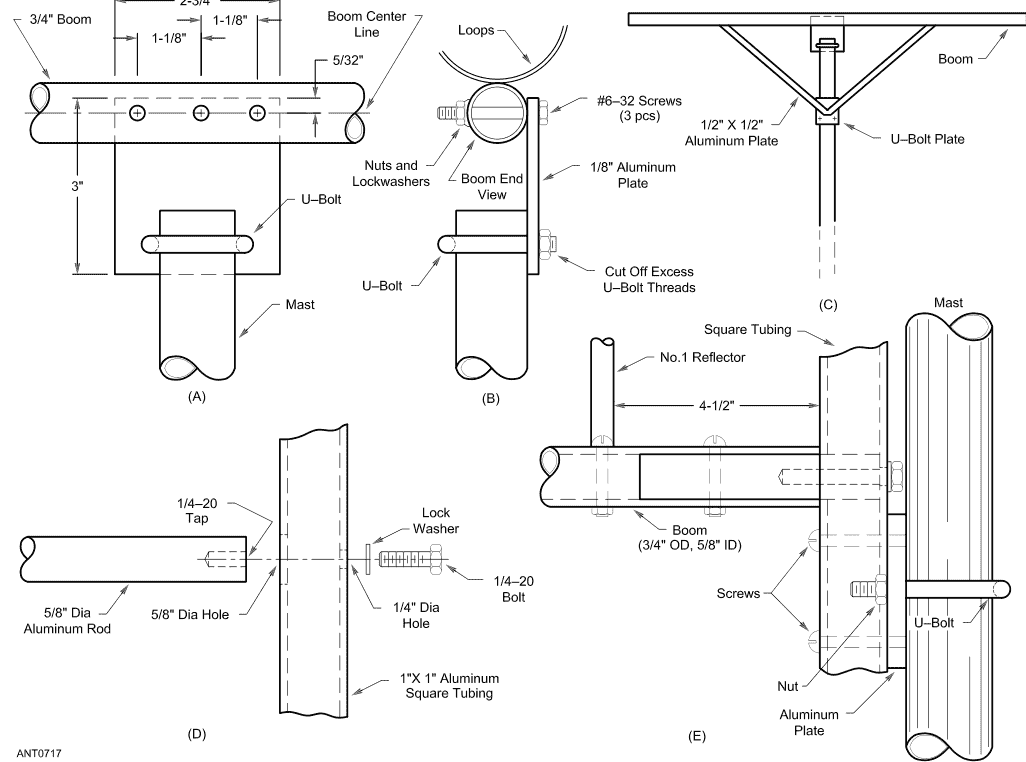 2-3/4"
3/4" Boom
1-1/8"
1-1/8"
Boom Center
Line
5/32"
3"
U–Bolt
Mast
(A)
Loops
#6–32 Screws
(3 pcs)
Nuts and
Lockwashers
Boom End
View
1/8" Aluminum
Plate
U–Bolt
Cut Off Excess
U–Bolt Threads
(B)
Boom
1/2" X 1/2"
Aluminum Plate
U–Bolt Plate
(C)
1/4–20
Tap
Lock
Washer
5/8" Dia
Aluminum Rod
5/8" Dia Hole
1/4" Dia
Hole
1/4–20
Bolt
1"X 1" Aluminum
Square Tubing
(D)
Mast
Square Tubing
No.1 Reflector
4-1/2"
Boom
(3/4" OD, 5/8" ID)
Screws
U–Bolt
Nut
Aluminum
Plate
(E)
ANT0717